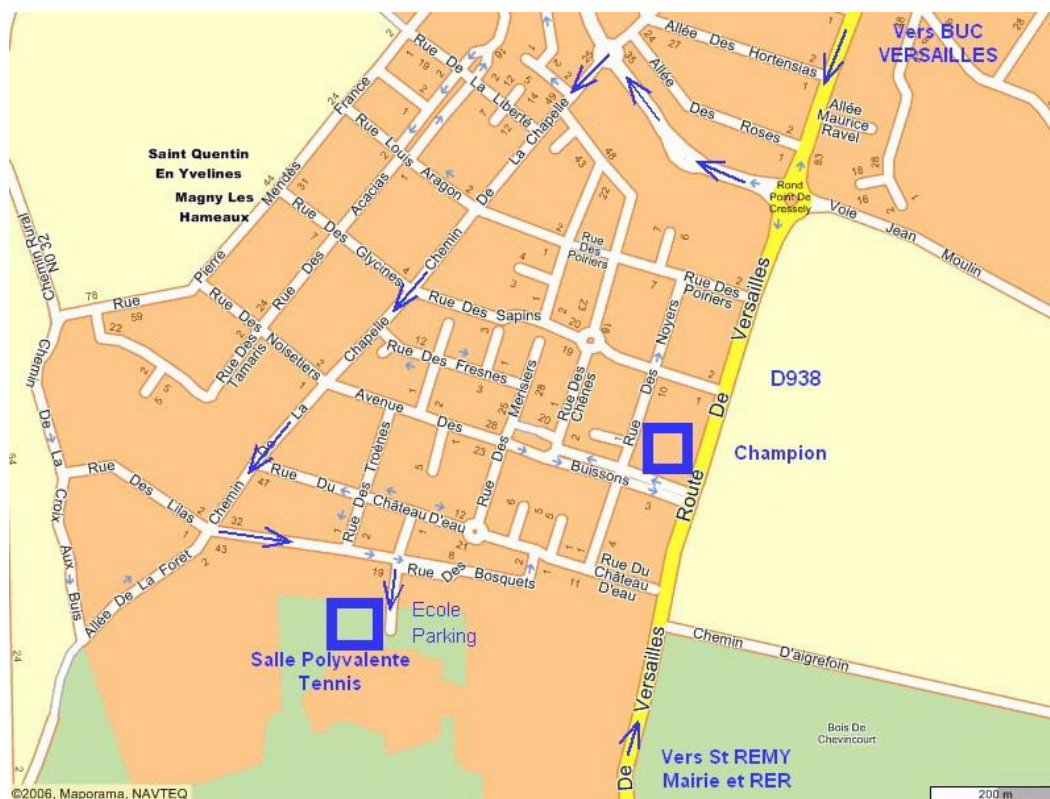 Vers BUC
VERSAILLES
Allée Des Hortensias
Allée
Maurice
Ravel
Allée Des Roses
Rue De La Liberté
Rue Louis Aragon
Rue Pierre Mendès France
Saint Quentin
En Yvelines
Magny Les
Hameaux
Rue Des Acacias
Rue Des Glycines
Chemin De La Chapelle
Rond
Point De
Cressely
Voie Jean Moulin
Rue
Des
Poiriers
Rue Des
Poiriers
Chemin Rural
N0 32
Rue Des Sapins
Rue Des Noyers
Route De Versailles
Rue Des Noisetiers
Rue Des
Tamaris
Rue Des Fresnes
Rue Des Merisiers
Rue Des
Chênes
D938
Champion
Avenue Des Buissons
Chemin De La Croix Aux Buis
Rue Des Lilas
Rue Des Troènes
Rue Du Château D'eau
Chemin De La Chapelle
Rue Des Bosquets
Rue Du
Château
D'eau
Allée De La Foret
Ecole
Parking
Salle Polyvalente
Tennis
Chemin D'aigrefoin
De Versailles
Bois De
Chevincourt
Vers St REMY
Mairie et RER
©2006, Maporama, NAVTEQ
200 m